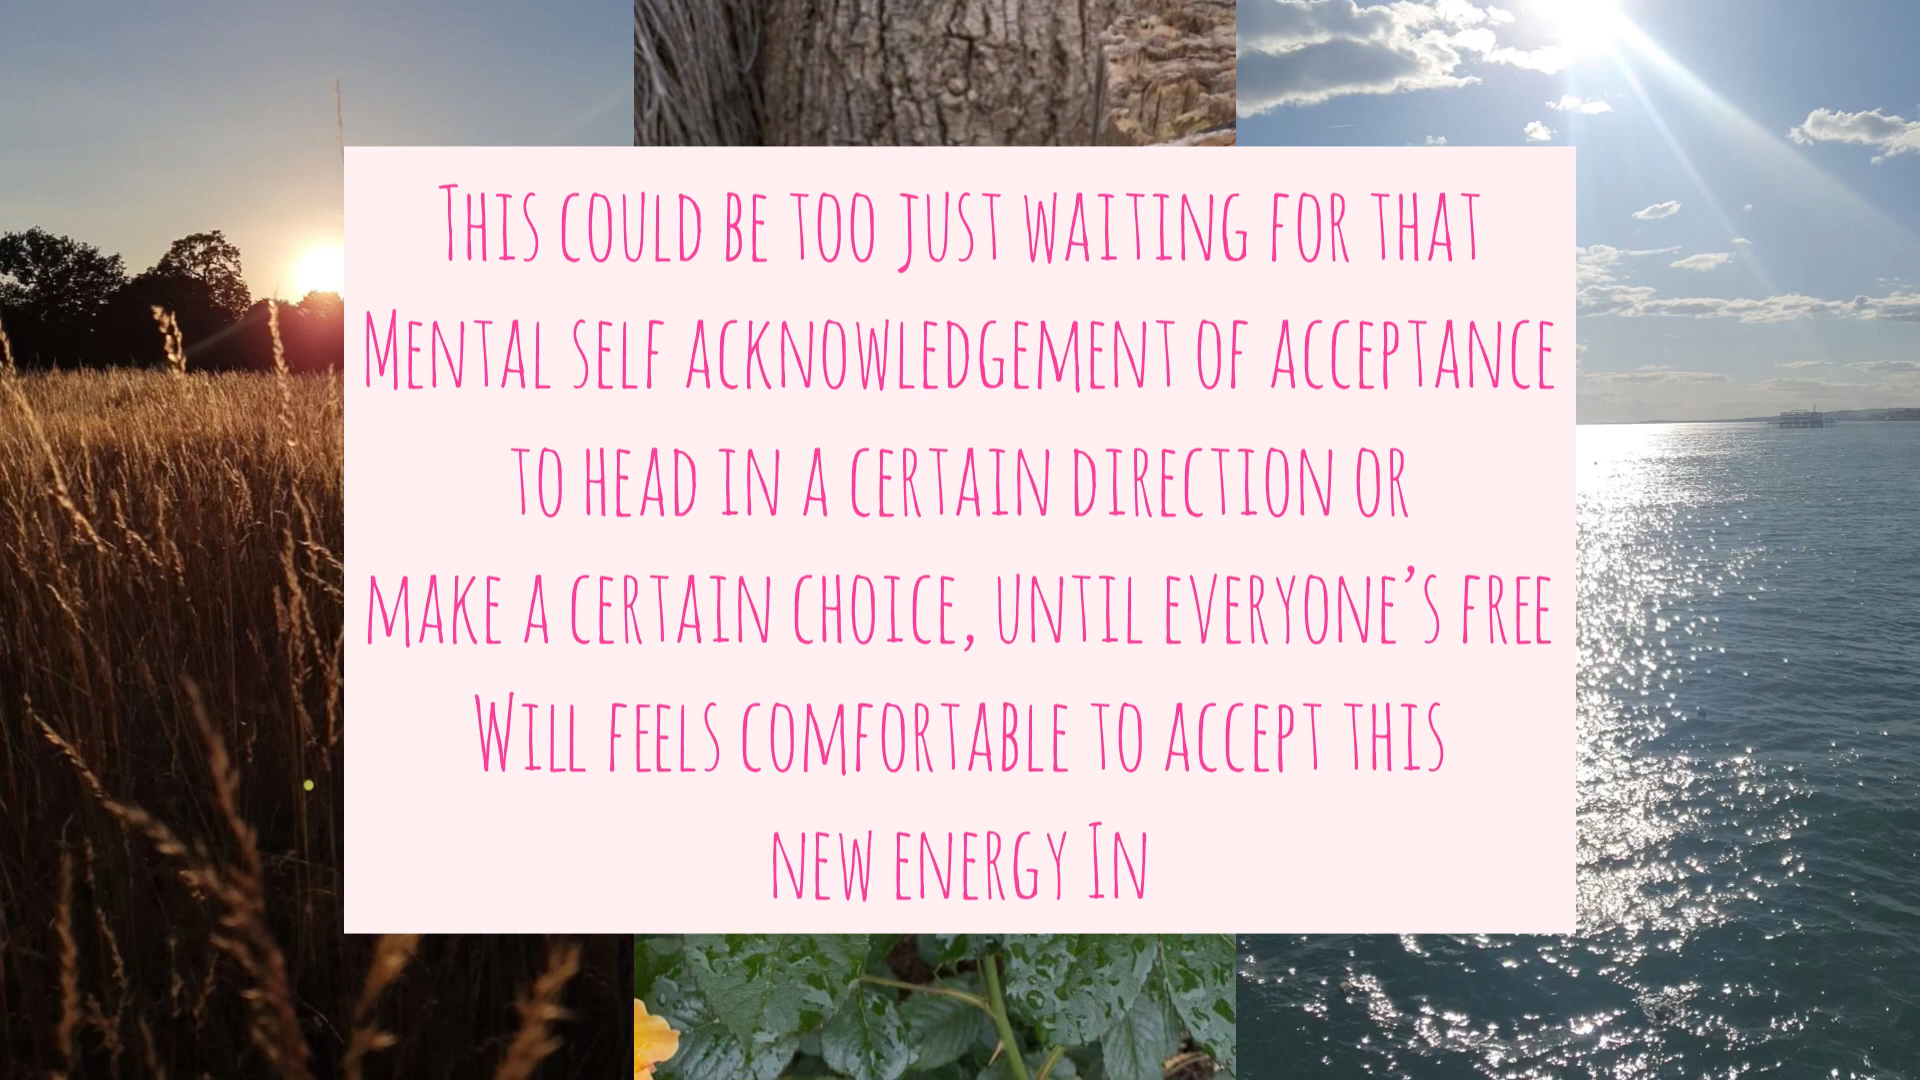 This could be too just waiting for that
Mental self acknowledgement of acceptance
to head in a certain direction or
make a certain choice, until everyone’s free
Will feels comfortable to accept this
new energy In